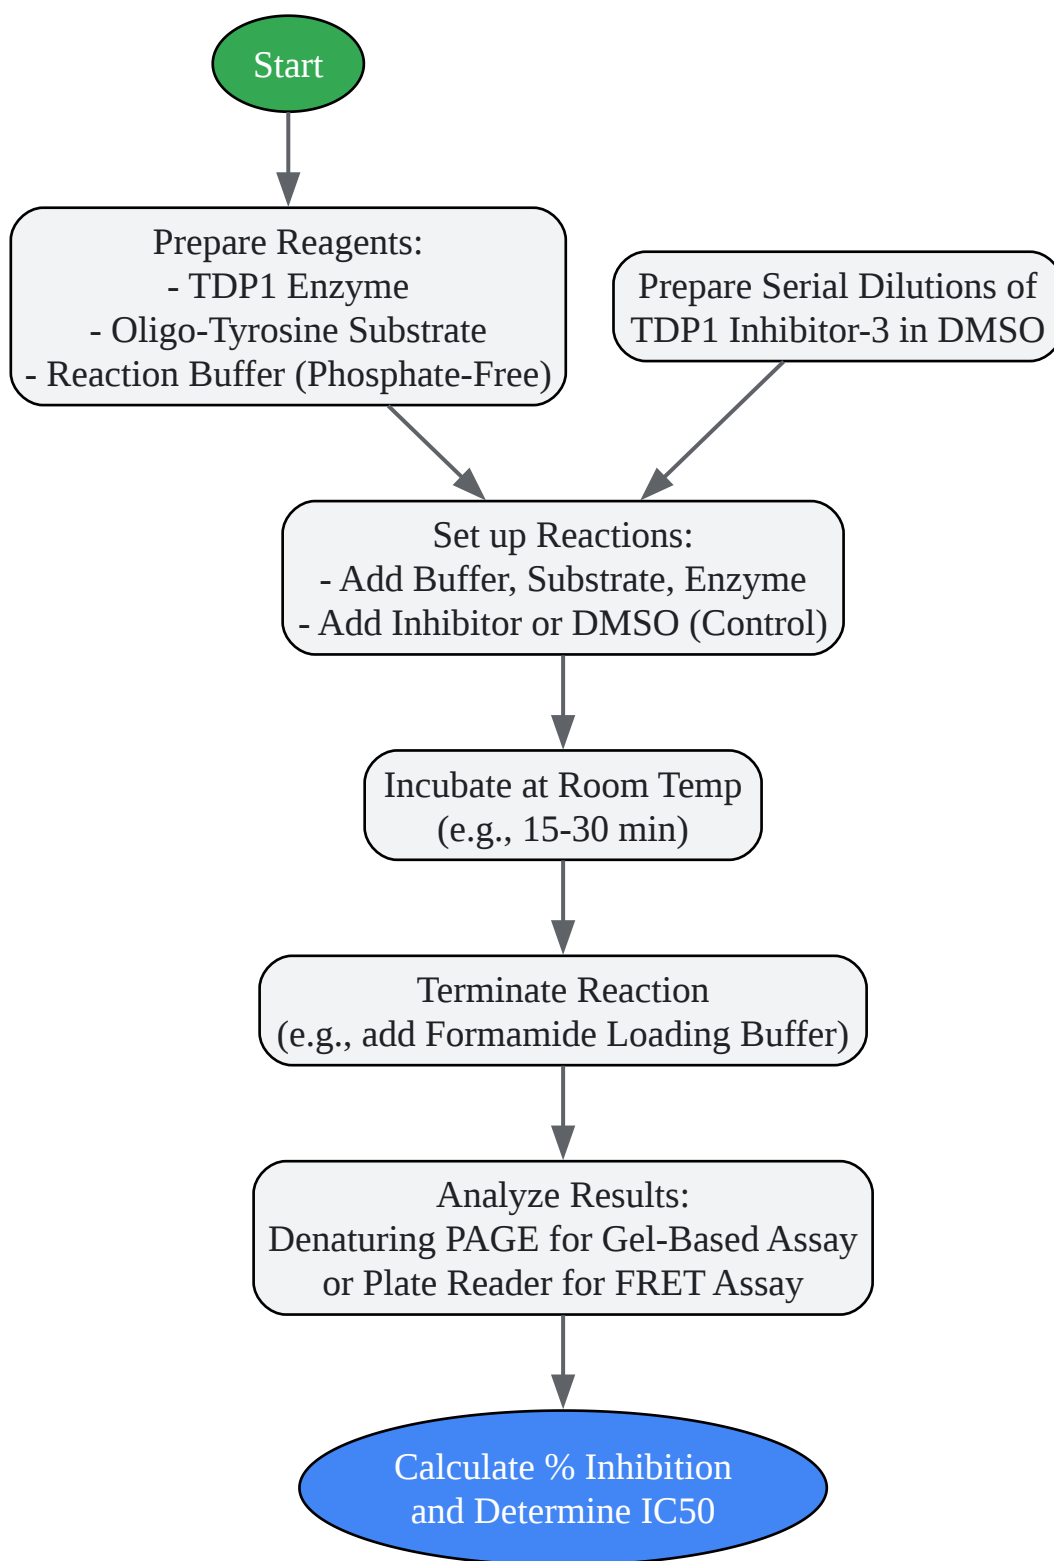 Start
Prepare Reagents:
- TDP1 Enzyme
- Oligo-Tyrosine Substrate
- Reaction Buffer (Phosphate-Free)
Prepare Serial Dilutions of
TDP1 Inhibitor-3 in DMSO
Set up Reactions:
- Add Buffer, Substrate, Enzyme
- Add Inhibitor or DMSO (Control)
Incubate at Room Temp
(e.g., 15-30 min)
Terminate Reaction
(e.g., add Formamide Loading Buffer)
Analyze Results:
Denaturing PAGE for Gel-Based Assay
or Plate Reader for FRET Assay
Calculate % Inhibition
and Determine IC50